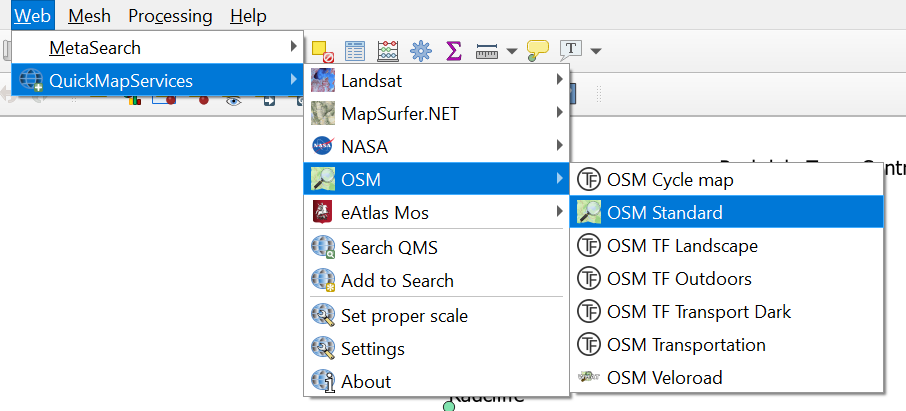 Web Mesh Processing Help
MetaSearch
QuickMapServices
Landsat
MapSurfer.NET
NASA
OSM
eAtlas Mos
Search QMS
Add to Search
Set proper scale
Settings
About
OSM Cycle map
OSM Standard
OSM TF Landscape
OSM TF Outdoors
OSM TF Transport Dark
OSM Transportation
OSM Veloroad